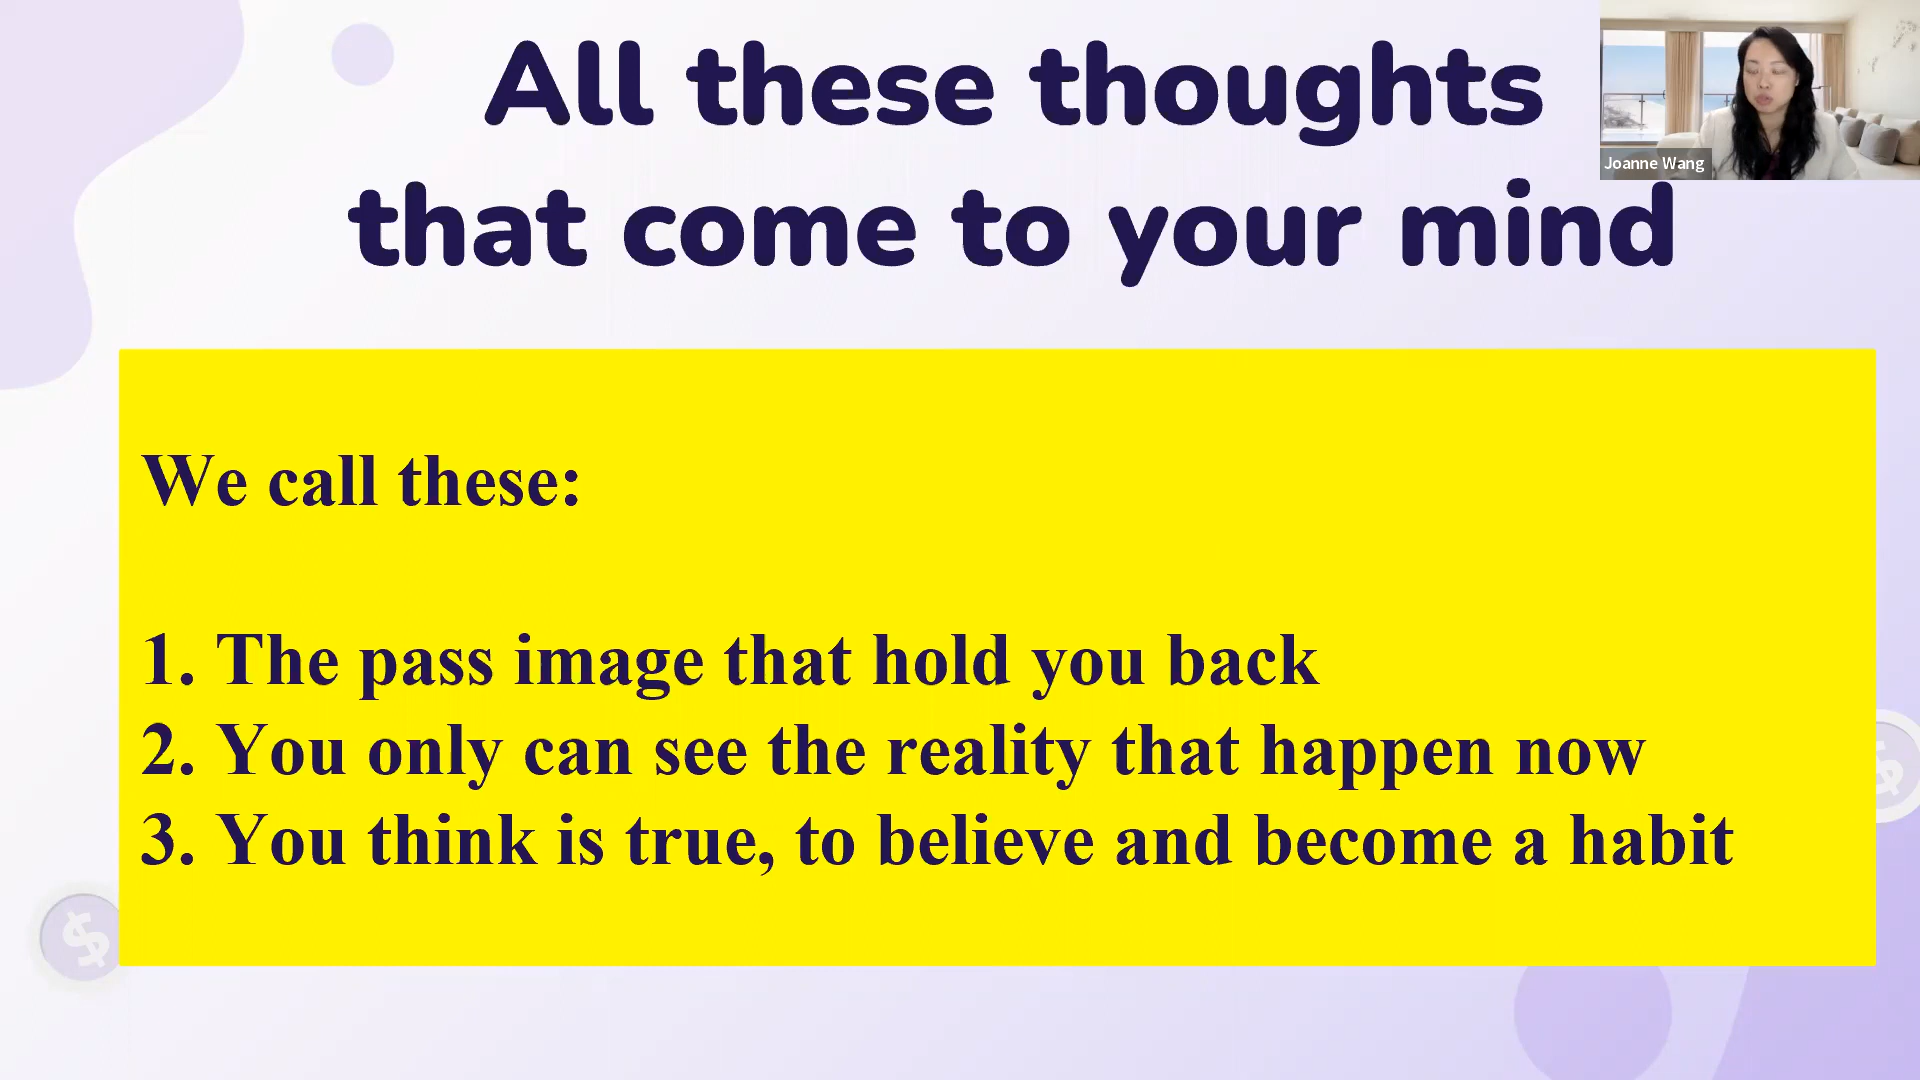 All these thoughts
that come to your mind
Joanne Wang
We call these:
1. The pass image that hold you back
2. You only can see the reality that happen now
3. You think is true, to believe and become a habit
$
$